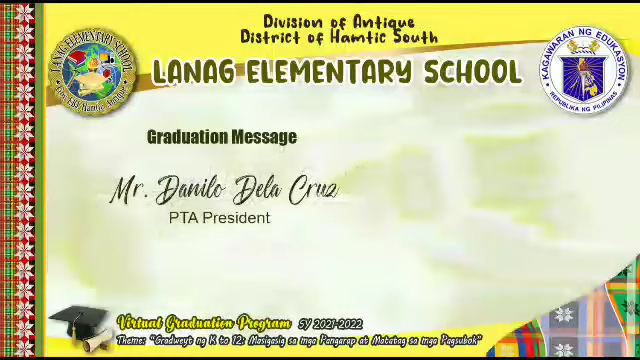 Division of Antique
District of Hamtic South
LANAG ELEMENTARY SCHOOL
LANAG ELEMENTARY SCHOOL
KAGAWARAN NG EDUKASYON
REPUBLIKA NG PILIPINAS
Graduation Message
Mr. Danilo Dela Cruz
PTA President
Virtual Graduation Program SY 2021-2022
Theme: "Gradweyt ng K to 12: Masigasig sa mga Pangarap at Matatag sa mga Pagsubok"